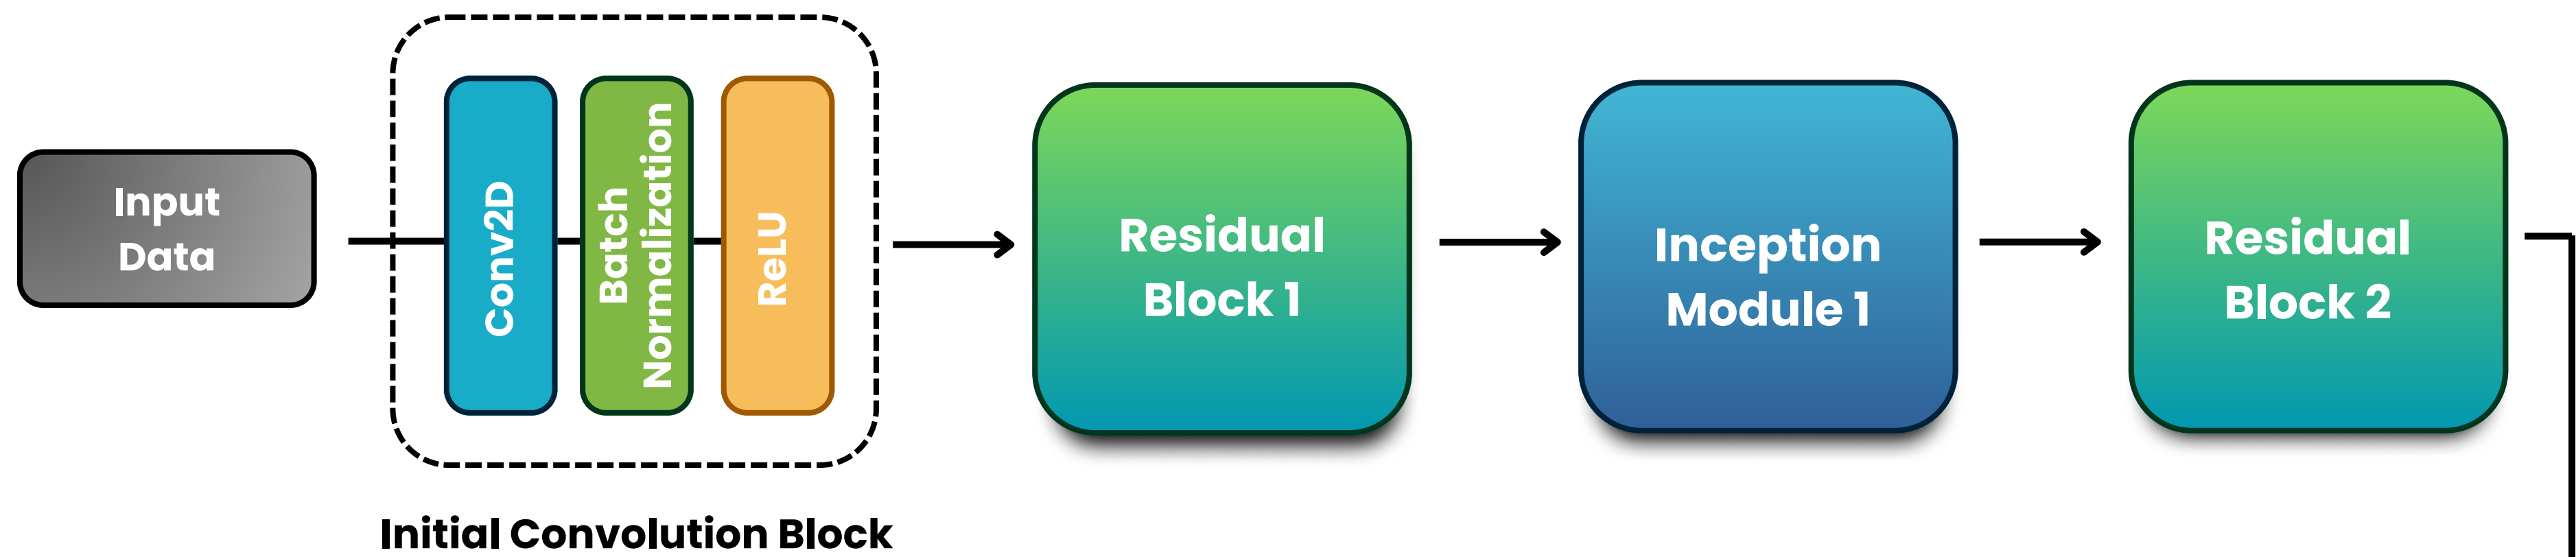 Input
Data
Conv2D
Batch
Normalization
ReLU
Initial Convolution Block
Residual
Block 1
Inception
Module 1
Residual
Block 2